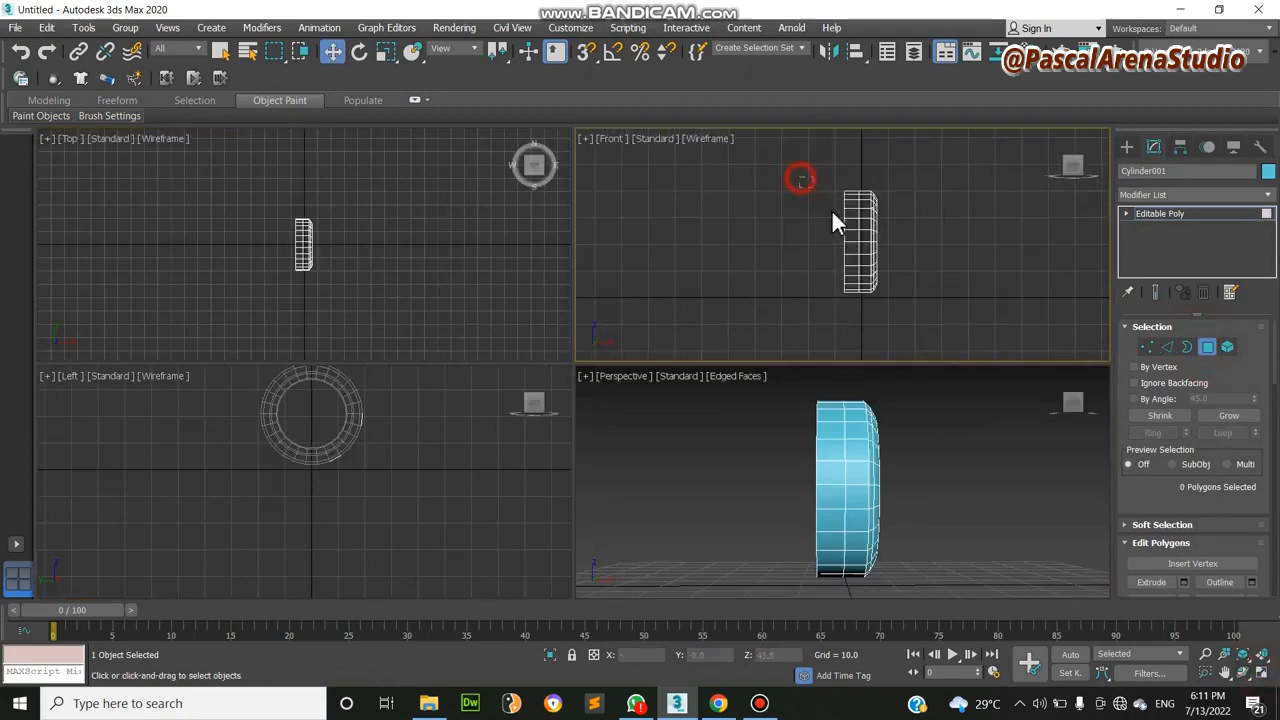 Untitled - Autodesk 3ds Max 2020
www.BANDICAM.com
File Edit Tools Group Views Create Modifiers Animation Graph Editors Rendering Civil View Customize Scripting Interactive Content Arnold Help
Sign In
Workspaces: Default
All
View
Create Selection Set
@PascalArenaStudio
Modeling Freeform Selection Object Paint Populate
Paint Objects Brush Settings
[+] [Top] [Standard] [Wireframe]
[+] [Front] [Standard] [Wireframe]
Cylinder001
Modifier List
Editable Poly
Selection
By Vertex
Ignore Backfacing
By Angle: 45.0
Shrink Grow
Ring Loop
Preview Selection
Off SubObj Multi
0 Polygons Selected
Soft Selection
Edit Polygons
Insert Vertex
Extrude Outline
[+] [Left] [Standard] [Wireframe]
[+] [Perspective] [Standard] [Edged Faces]
0 / 100
0 5 10 15 20 25 30 35 40 45 50 55 60 65 70 75 80 85 90 95 100
1 Object Selected
X: Y: Z: Grid = 10.0
Auto Selected
MAXScript Mi:
Click or click-and-drag to select objects
Add Time Tag
0
Set K. Filters...
Type here to search
29°C
ENG
6:11 PM
7/13/2022
21